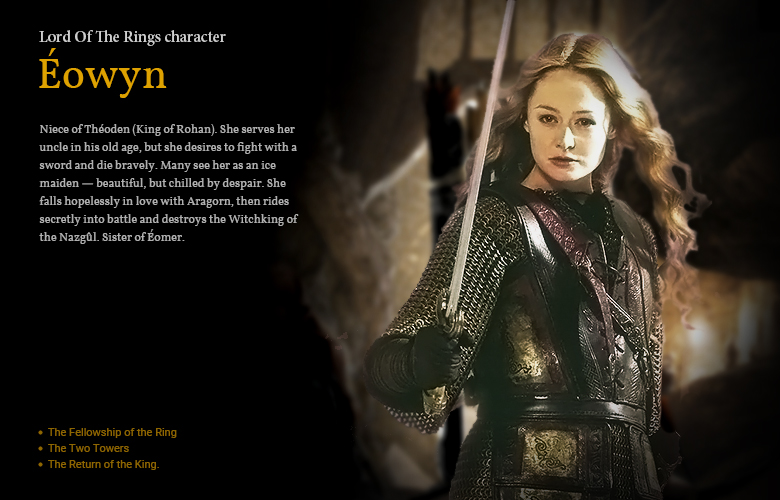 Lord Of The Rings character
Éowyn
Niece of Théoden (King of Rohan). She serves her
uncle in his old age, but she desires to fight with a
sword and die bravely. Many see her as an ice
maiden — beautiful, but chilled by despair. She
falls hopelessly in love with Aragorn, then rides
secretly into battle and destroys the Witchking of
the Nazgûl. Sister of Éomer.
• The Fellowship of the Ring
• The Two Towers
• The Return of the King.